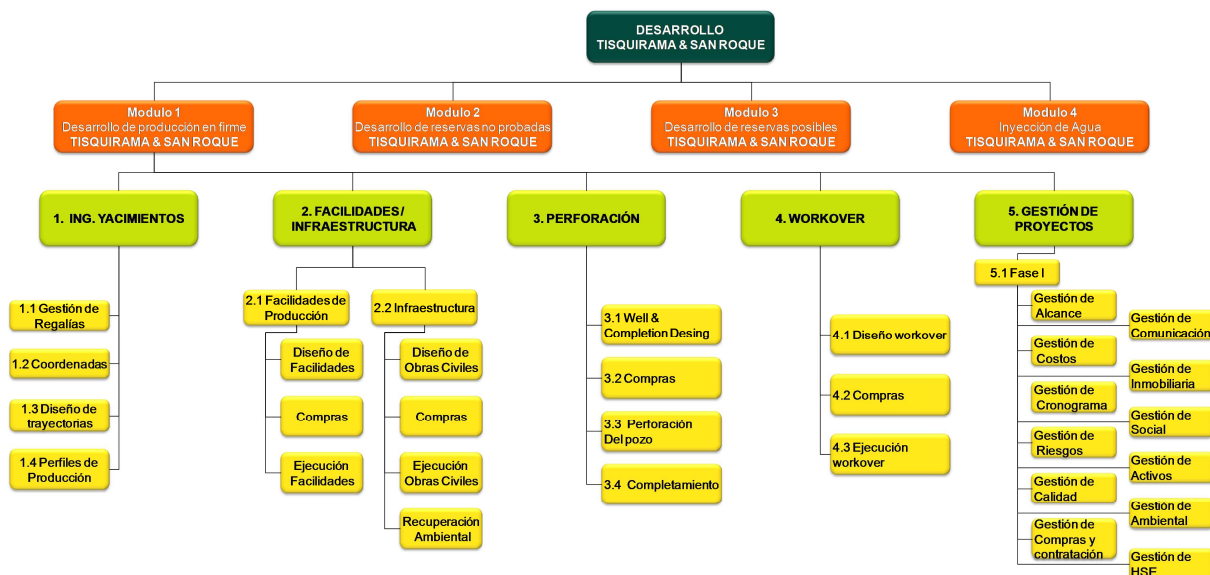 DESARROLLO
TISQUIRAMA & SAN ROQUE
Modulo 1
Desarrollo de producción en firme
TISQUIRAMA & SAN ROQUE
Modulo 2
Desarrollo de reservas no probadas
TISQUIRAMA & SAN ROQUE
Modulo 3
Desarrollo de reservas posibles
TISQUIRAMA & SAN ROQUE
Modulo 4
Inyección de Agua
TISQUIRAMA & SAN ROQUE
1. ING. YACIMIENTOS
1.1 Gestión de
Regalías
1.2 Coordenadas
1.3 Diseño de
trayectorias
1.4 Perfiles de
Producción
2. FACILIDADES/
INFRAESTRUCTURA
2.1 Facilidades de
Producción
Diseño de
Facilidades
Compras
Ejecución
Facilidades
2.2 Infraestructura
Diseño de
Obras Civiles
Compras
Ejecución
Obras Civiles
Recuperación
Ambiental
3. PERFORACIÓN
3.1 Well &
Completion Desing
3.2 Compras
3.3 Perforación
Del pozo
3.4 Completamiento
4. WORKOVER
4.1 Diseño workover
4.2 Compras
4.3 Ejecución
workover
5. GESTIÓN DE
PROYECTOS
5.1 Fase I
Gestión de
Alcance
Gestión de
Comunicación
Gestión de
Costos
Gestión de
Inmobiliaria
Gestión de
Cronograma
Gestión de
Social
Gestión de
Riesgos
Gestión de
Activos
Gestión de
Calidad
Gestión de
Ambiental
Gestión de
Compras y
contratación
Gestión de
HSE